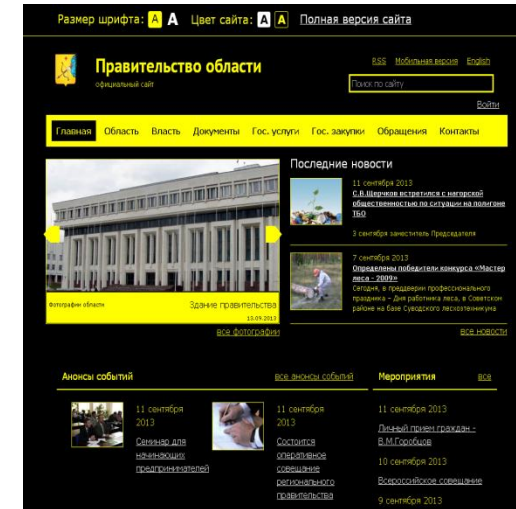 Размер шрифта: A A Цвет сайта: A A Полная версия сайта
RSS Мобильная версия English
Правительство области
официальный сайт
Поиск по сайту
Войти
Главная Область Власть Документы Гос. услуги Гос. закупки Обращения Контакты
Последние новости
11 сентября 2013
С.В.Щерчков встретился с нагорской
общественностью по ситуации на полигоне
ТБО
3 сентября заместитель Председателя
7 сентября 2013
Определены победители конкурса «Мастер
леса - 2009»
Сегодня, в преддверии профессионального
праздника – Дня работника леса, в Советском
районе на базе Суводского лесхозтехникума
Фотографии области
Здание правительства
13.09.2013
все фотографии
все новости
Анонсы событий
все анонсы событий
11 сентября
2013
Семинар для
начинающих
предпринимателей
11 сентября
2013
Состоится
оперативное
совещание
регионального
правительства
Мероприятия
все
11 сентября 2013
Личный прием граждан -
В.М.Горобцов
10 сентября 2013
Всероссийское совещание
9 сентября 2013